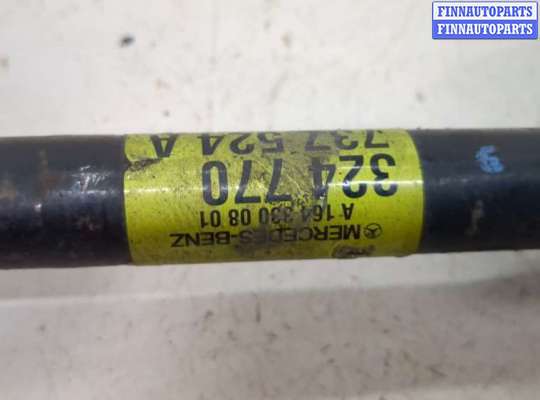 FINNAUTOPARTS
FINNAUTOPARTS
MERCEDES-BENZ
A 164 330 08 01
324 770
737 524 A